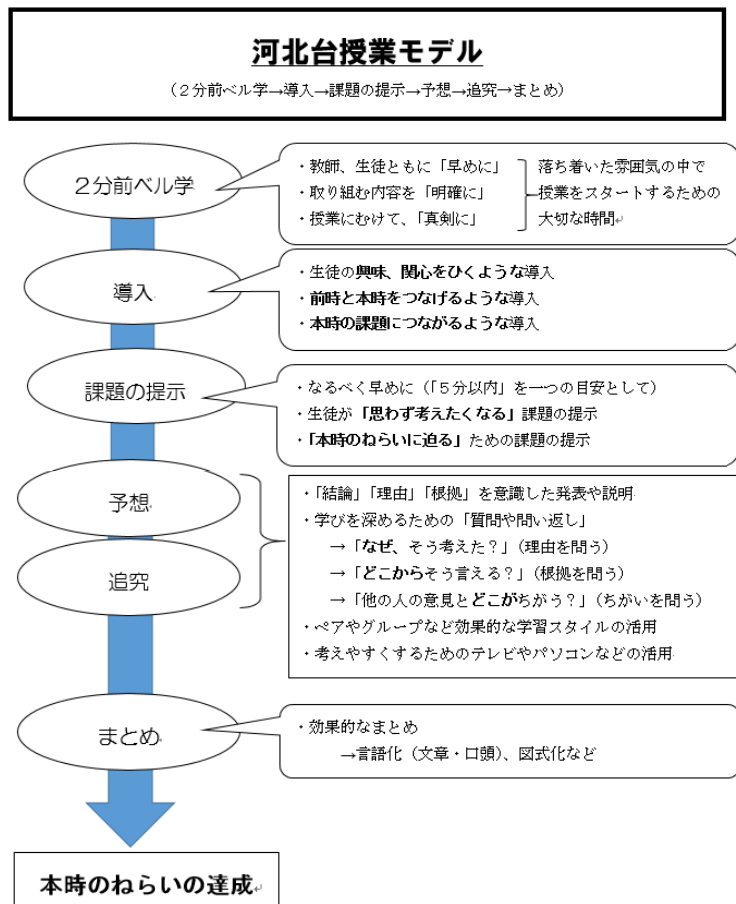 河北台授業モデル
（２分前ベル学→導入→課題の提示→予想→追究→まとめ）
２分前ベル学
・教師、生徒ともに「早めに」
・取り組む内容を「明確に」
・授業にむけて、「真剣に」
落ち着いた雰囲気の中で
授業をスタートするための
大切な時間
導入
・生徒の興味、関心をひくような導入
・前時と本時をつなげるような導入
・本時の課題につながるような導入
課題の提示
・なるべく早めに（「５分以内」を一つの目安として）
・生徒が「思わず考えたくなる」課題の提示
・「本時のねらいに迫る」ための課題の提示
予想
追究
・「結論」「理由」「根拠」を意識した発表や説明
・学びを深めるための「質問や問い返し」
→「なぜ、そう考えた？」（理由を問う）
→「どこからそう言える？」（根拠を問う）
→「他の人の意見とどこがちがう？」（ちがいを問う）
・ペアやグループなど効果的な学習スタイルの活用
・考えやすくするためのテレビやパソコンなどの活用
まとめ
・効果的なまとめ
→言語化（文章・口頭）、図式化など
本時のねらいの達成